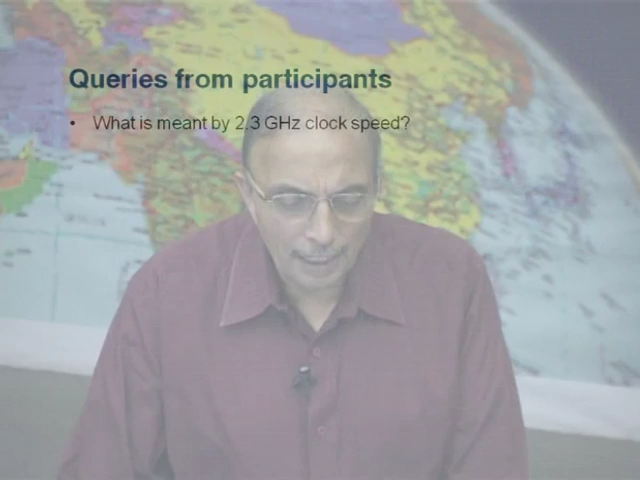 Queries from participants
• What is meant by 2.3 GHz clock speed?